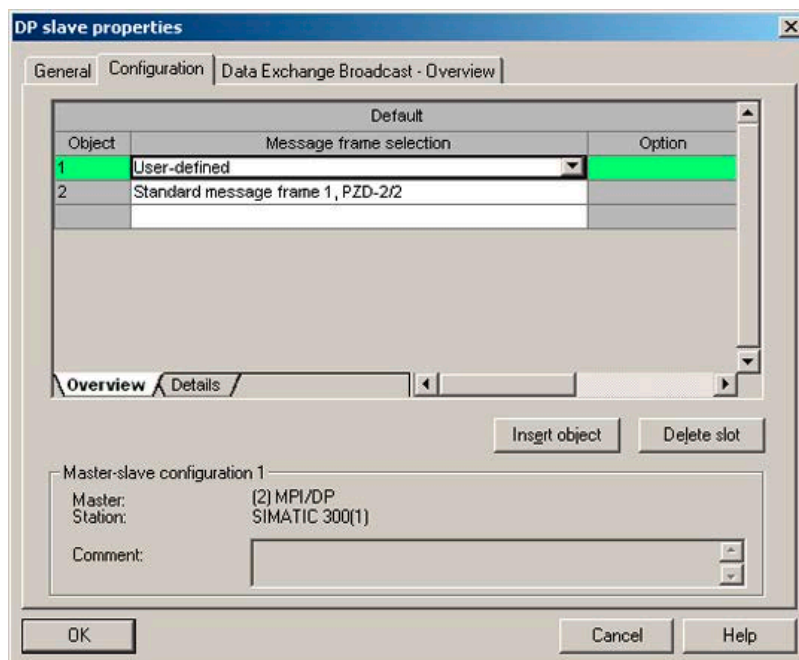 DP slave properties
General Configuration Data Exchange Broadcast - Overview
Default
Object Message frame selection Option
1 User-defined
2 Standard message frame 1, PZD-2/2
Overview Details
Insert object Delete slot
Master-slave configuration 1
Master: (2) MPI/DP
Station: SIMATIC 300(1)
Comment:
OK Cancel Help